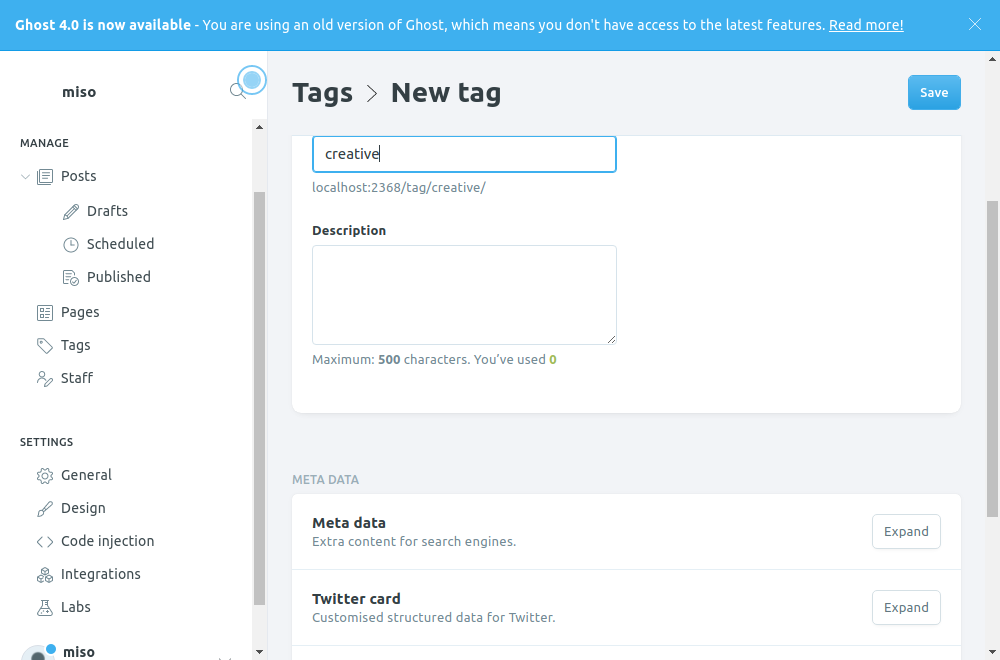 Ghost 4.0 is now available - You are using an old version of Ghost, which means you don't have access to the latest features. Read more!
miso
MANAGE
Posts
Drafts
Scheduled
Published
Pages
Tags
Staff
SETTINGS
General
Design
Code injection
Integrations
Labs
miso
Tags > New tag
Save
creative
localhost:2368/tag/creative/
Description
Maximum: 500 characters. You've used 0
META DATA
Meta data
Extra content for search engines.
Expand
Twitter card
Customised structured data for Twitter.
Expand